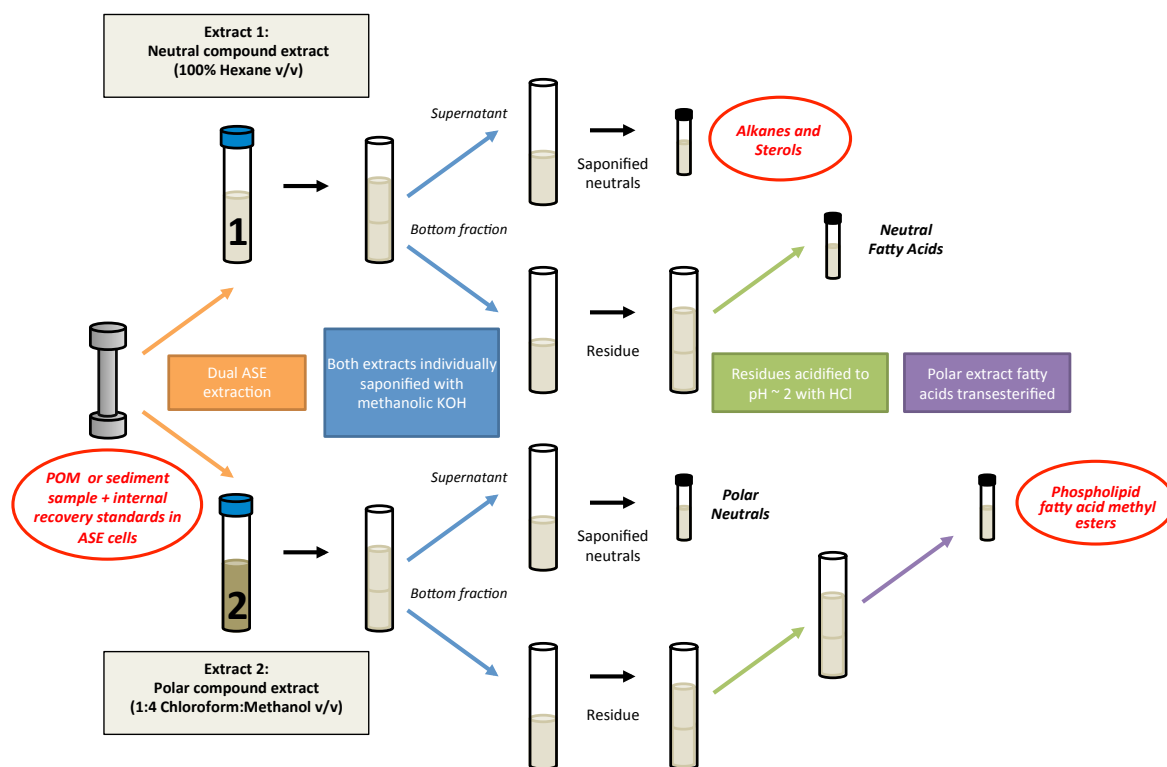 Extract 1:
Neutral compound extract
(100% Hexane v/v)
Supernatant
Saponified
neutrals
Alkanes and
Sterols
1
Bottom fraction
Neutral
Fatty Acids
Residue
Dual ASE
extraction
Both extracts individually
saponified with
methanolic KOH
Residues acidified to
pH ~ 2 with HCl
Polar extract fatty
acids transesterified
POM or sediment
sample + internal
recovery standards in
ASE cells
Supernatant
Saponified
neutrals
Polar
Neutrals
Phospholipid
fatty acid methyl
esters
2
Bottom fraction
Residue
Extract 2:
Polar compound extract
(1:4 Chloroform:Methanol v/v)